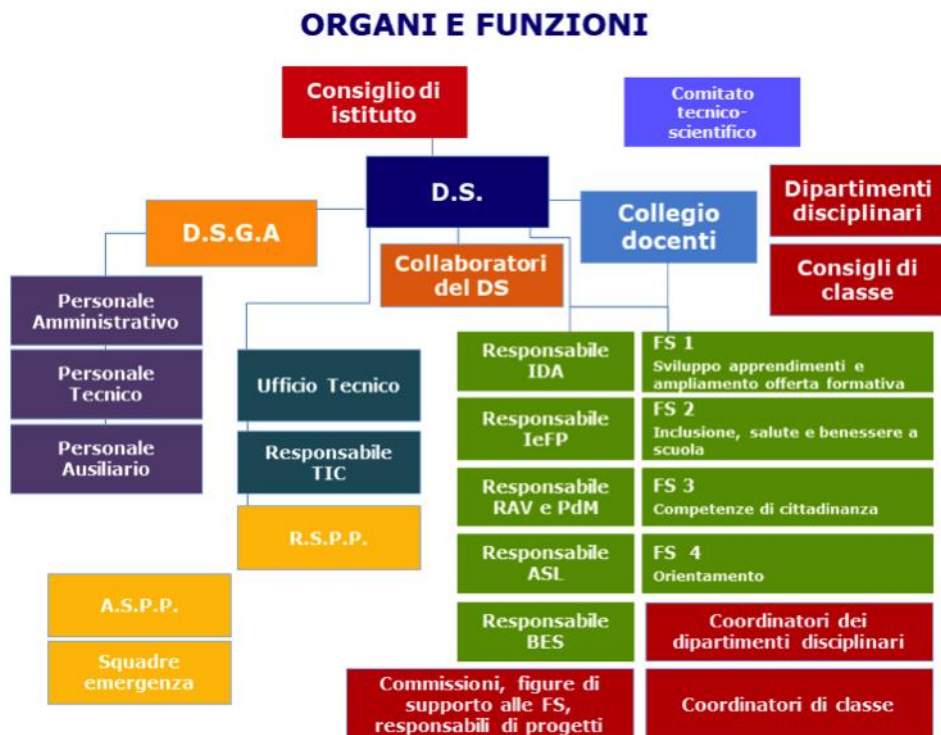 ORGANI E FUNZIONI
Consiglio di
istituto
Comitato
tecnico-
scientifico
D.S.
D.S.G.A
Collegio
docenti
Dipartimenti
disciplinari
Collaboratori
del DS
Consigli di
classe
Personale
Amministrativo
Personale
Tecnico
Personale
Ausiliario
Ufficio Tecnico
Responsabile
TIC
R.S.P.P.
A.S.P.P.
Squadre
emergenza
Responsabile
IDA
FS 1
Sviluppo apprendimenti e
ampliamento offerta formativa
Responsabile
IeFP
FS 2
Inclusione, salute e benessere a
scuola
Responsabile
RAV e PdM
FS 3
Competenze di cittadinanza
Responsabile
ASL
FS 4
Orientamento
Responsabile
BES
Coordinatori dei
dipartimenti disciplinari
Commissioni, figure di
supporto alle FS,
responsabili di progetti
Coordinatori di classe